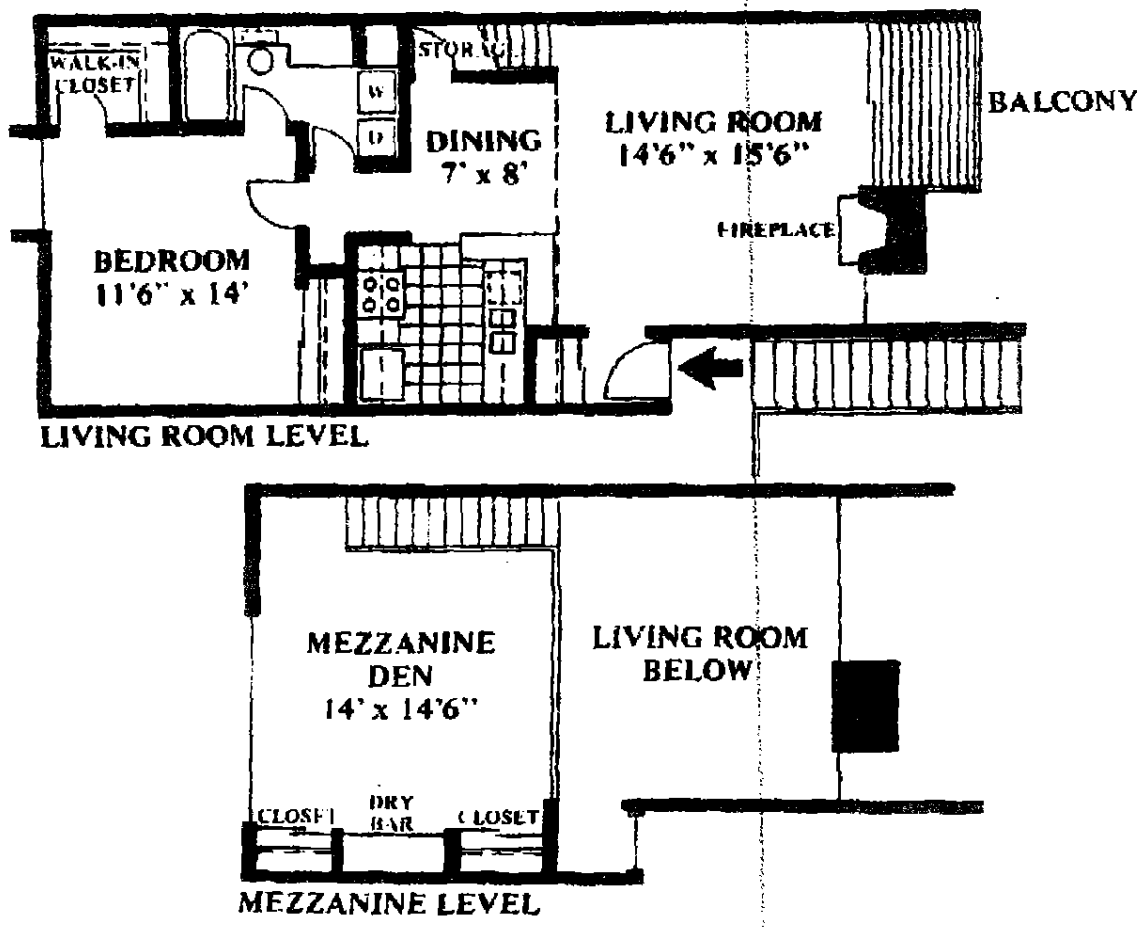 WALK-IN
CLOSET
STORAG
W
D
DINING
7' x 8'
LIVING ROOM
14'6" x 15'6"
BALCONY
FIREPLACE
BEDROOM
11'6" x 14'
LIVING ROOM LEVEL
MEZZANINE
DEN
14' x 14'6"
LIVING ROOM
BELOW
CLOSET
DRY
BAR
CLOSET
MEZZANINE LEVEL